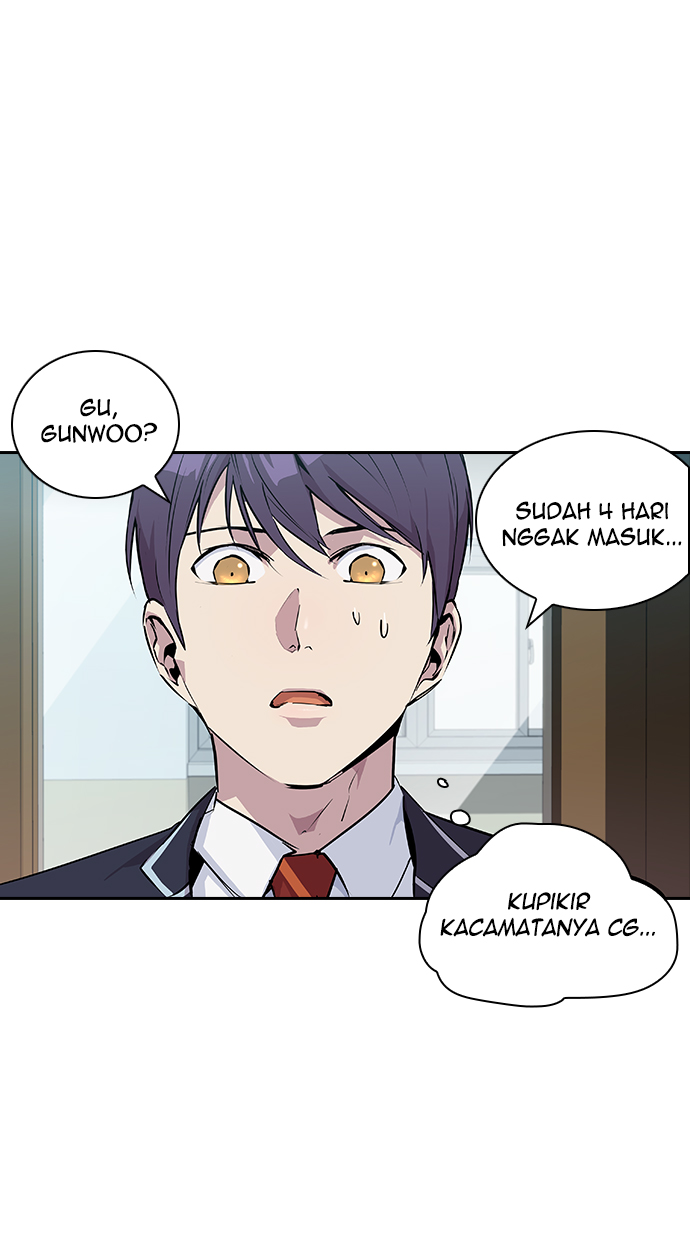 GU,
GUNWOO?
SUDAH 4 HARI
NGGAK MASUK...
KUPIKIR
KACAMATANYA CG...